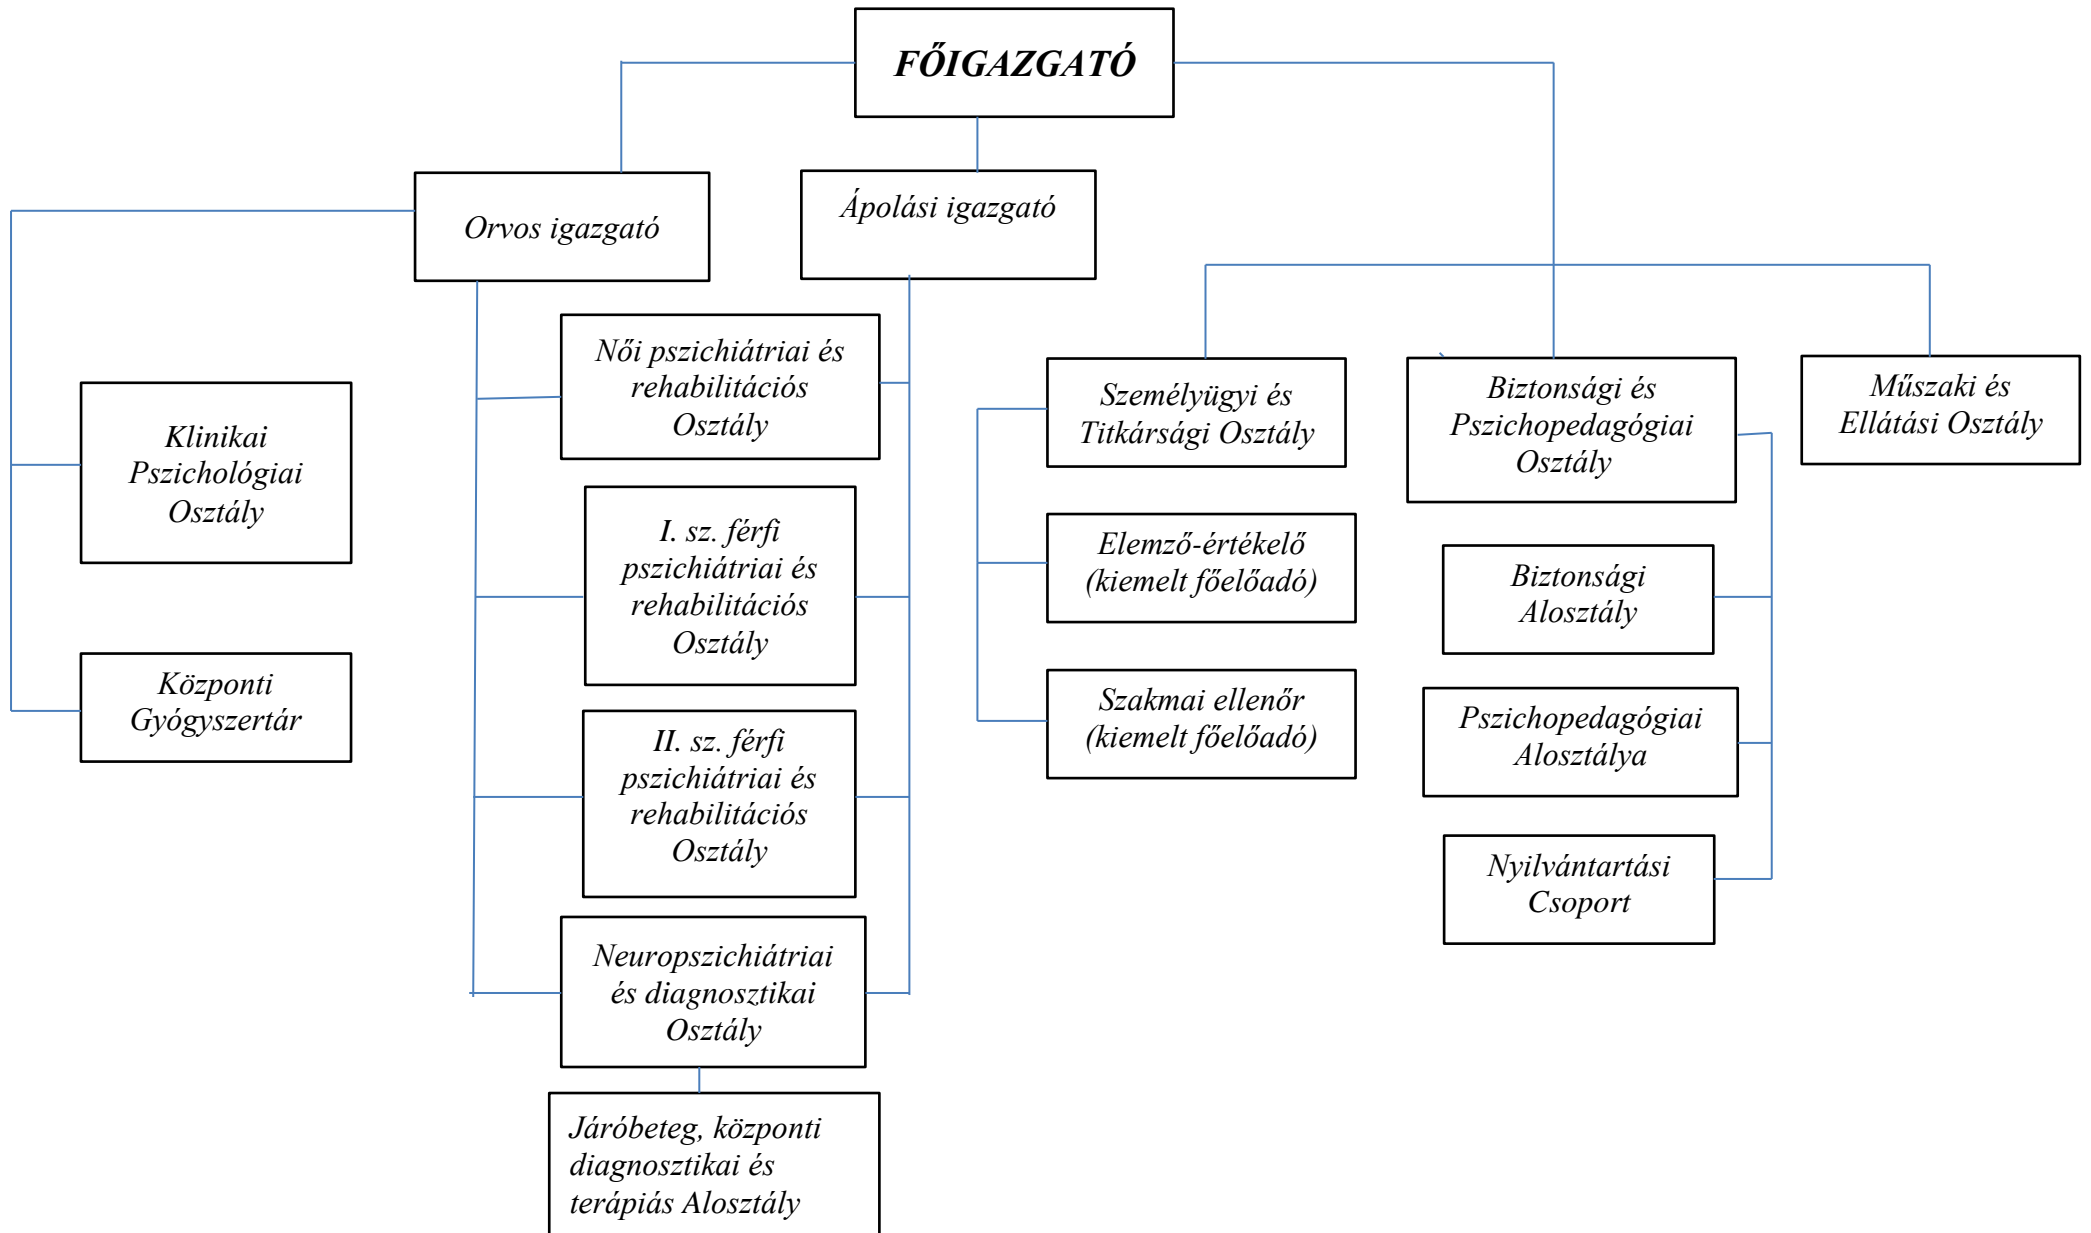 FŐIGAZGATÓ
Orvos igazgató
Ápolási igazgató
Klinikai
Pszichológiai
Osztály
Központi
Gyógyszertár
Női pszichiátriai és
rehabilitációs
Osztály
I. sz. férfi
pszichiátriai és
rehabilitációs
Osztály
II. sz. férfi
pszichiátriai és
rehabilitációs
Osztály
Neuropszichiátriai
és diagnosztikai
Osztály
Járóbeteg, központi
diagnosztikai és
terápiás Alosztály
Személyügyi és
Titkársági Osztály
Elemző-értékelő
(kiemelt főelőadó)
Szakmai ellenőr
(kiemelt főelőadó)
Biztonsági és
Pszichopedagógiai
Osztály
Biztonsági
Alosztály
Pszichopedagógiai
Alosztálya
Nyilvántartási
Csoport
Műszaki és
Ellátási Osztály